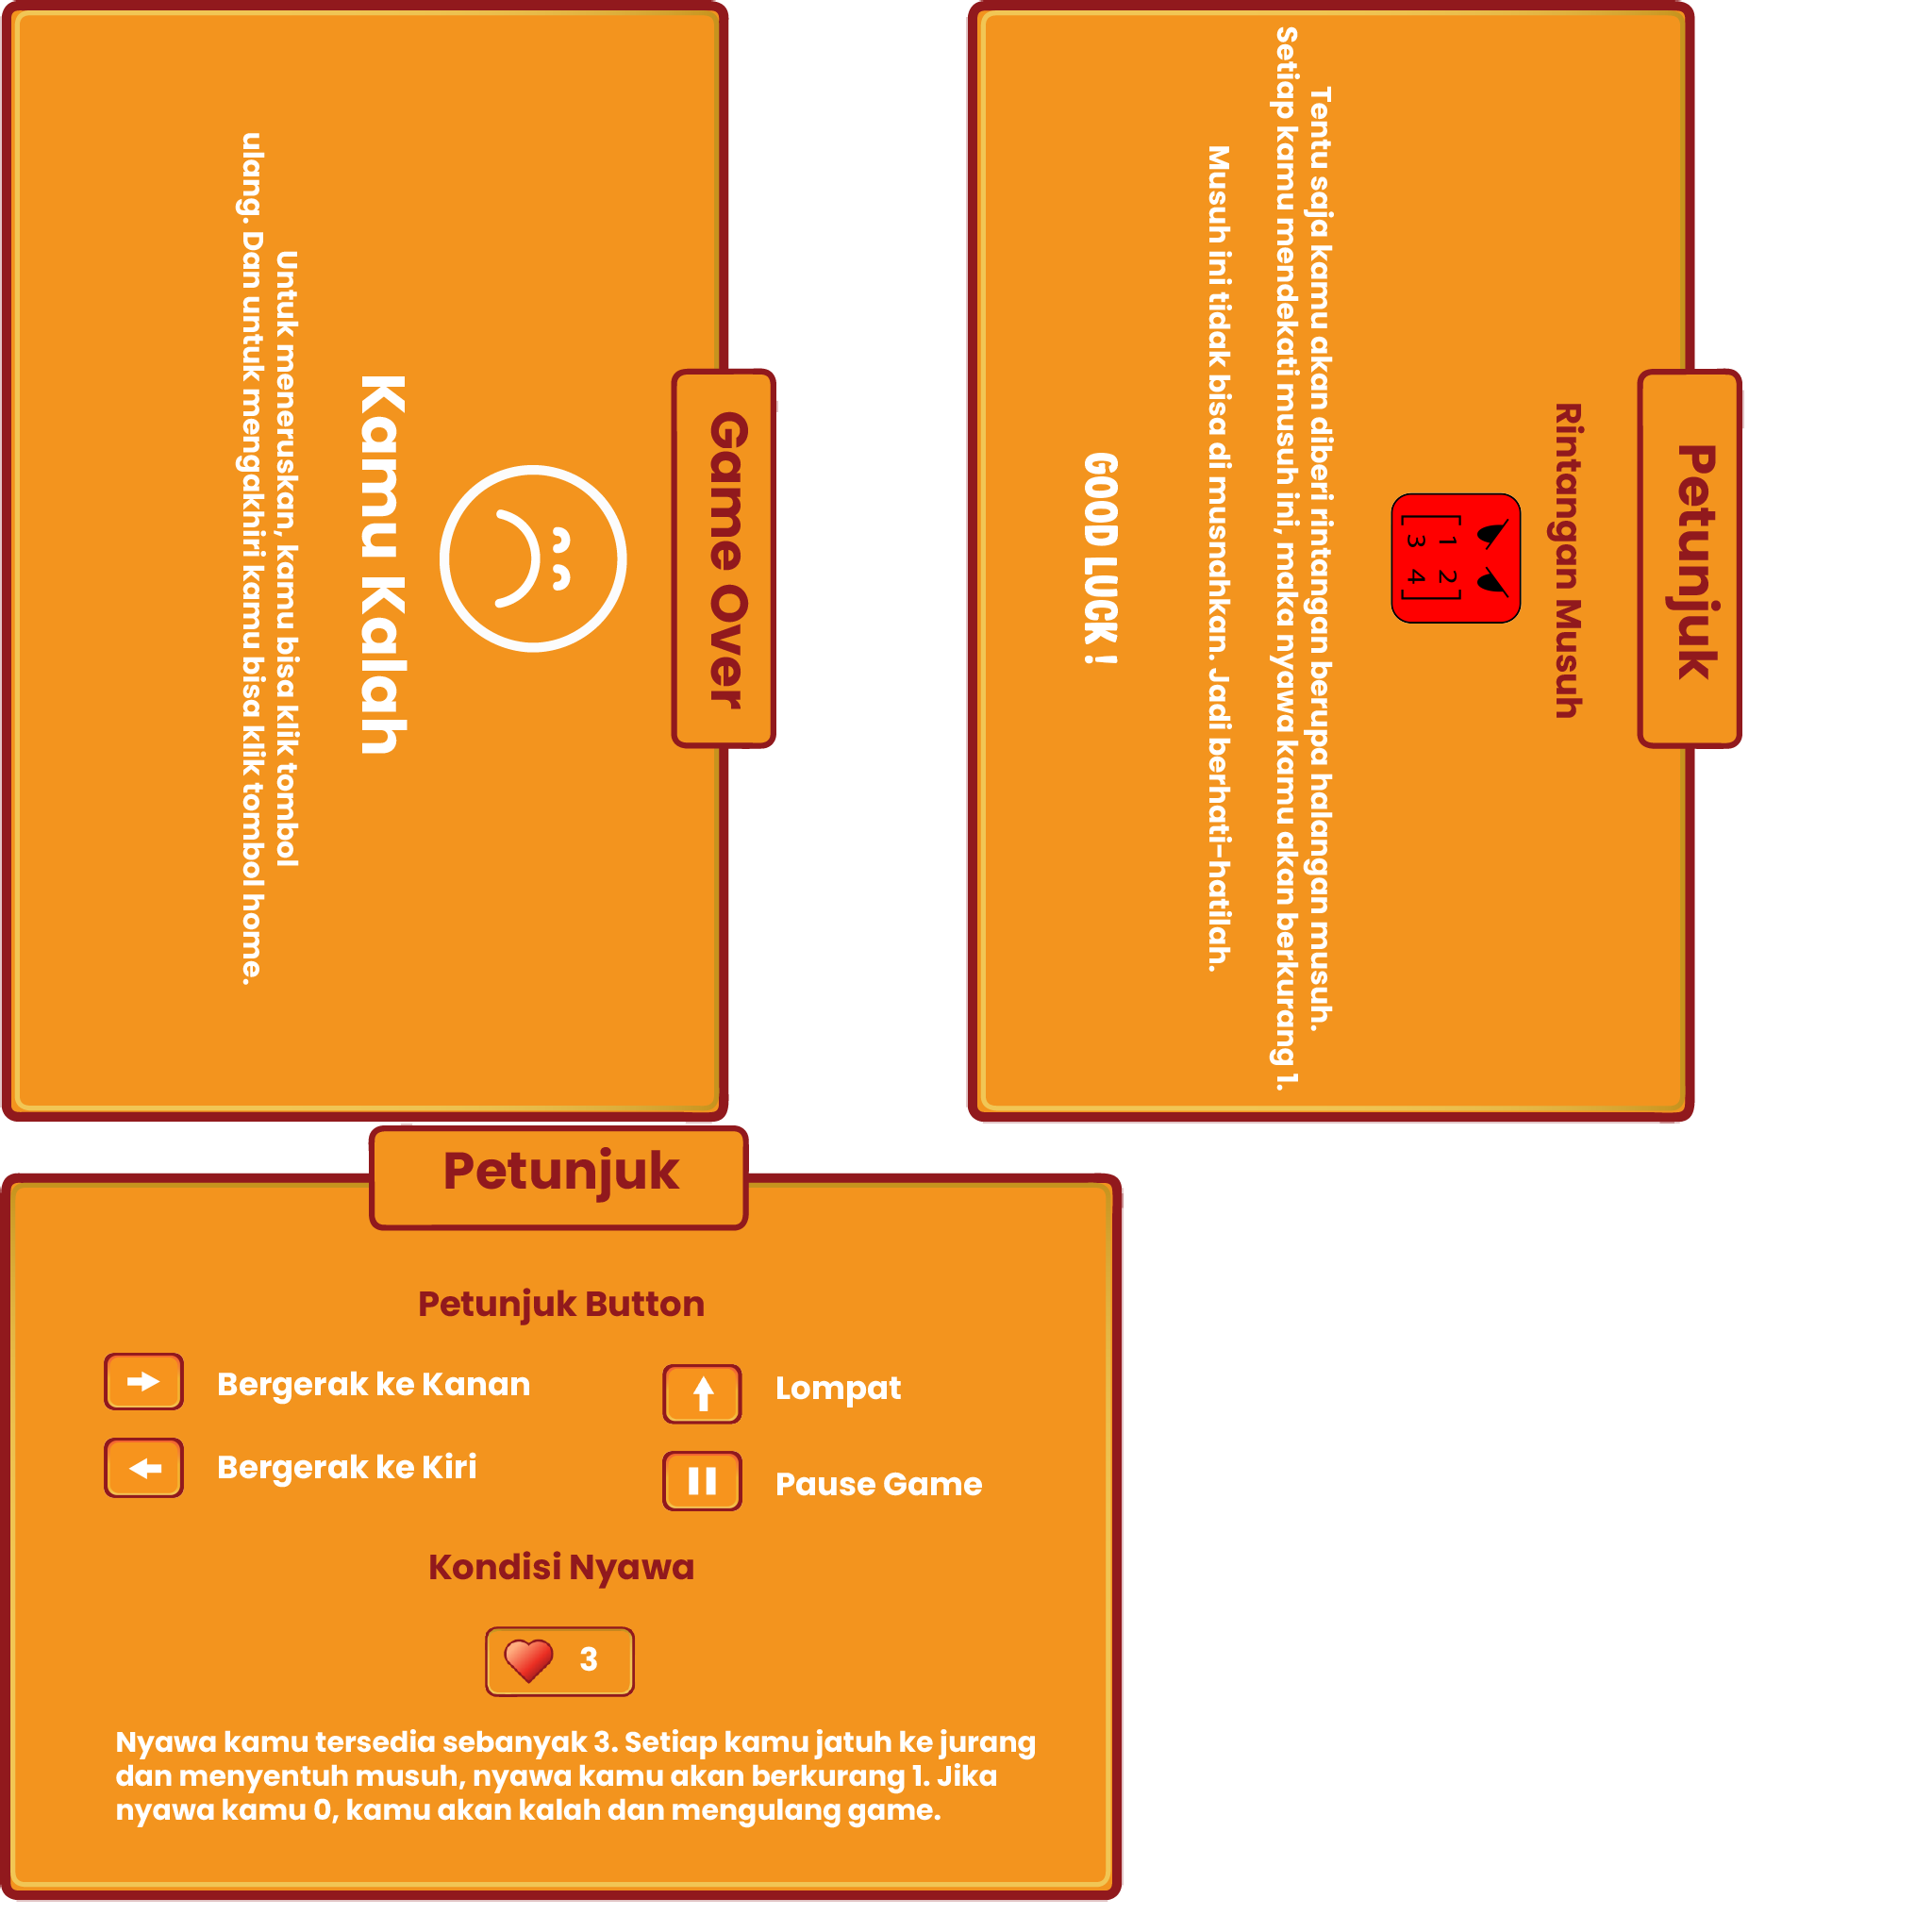 Game Over
Kamu Kalah
Untuk meneruskan, kamu bisa klik tombol
ulang. Dan untuk mengakhiri kamu bisa klik tombol home.
Petunjuk
Rintangan Musuh
1 2
3 4
Tentu saja kamu akan diberi rintangan berupa halangan musuh.
setiap kamu mendekati musuh ini, maka nyawa kamu akan berkurang 1.
Musuh ini tidak bisa di musnahkan. Jadi berhati-hatilah.
GOOD LUCK !
Petunjuk
Petunjuk Button
Bergerak ke Kanan
Lompat
Bergerak ke Kiri
Pause Game
Kondisi Nyawa
3
Nyawa kamu tersedia sebanyak 3. Setiap kamu jatuh ke jurang
dan menyentuh musuh, nyawa kamu akan berkurang 1. Jika
nyawa kamu 0, kamu akan kalah dan mengulang game.